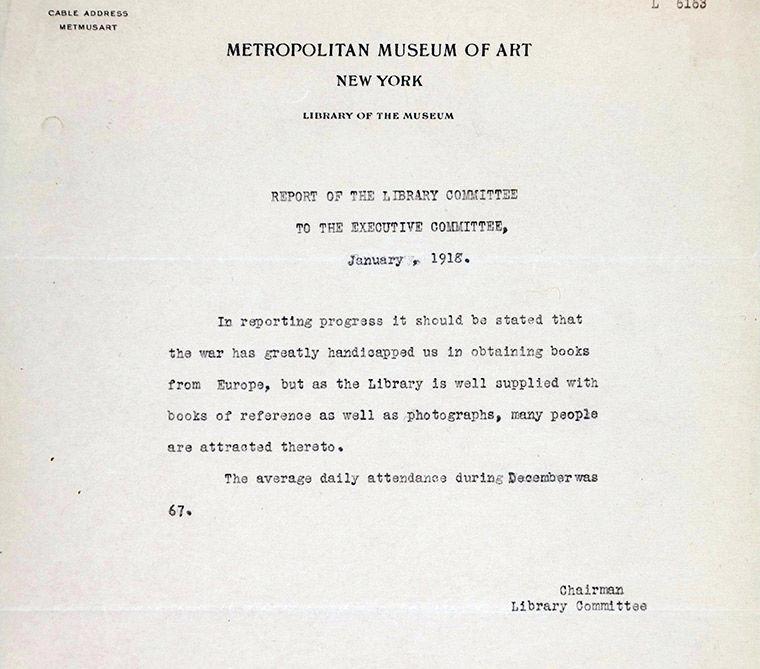 CABLE ADDRESS
METMUSART
L 6163
METROPOLITAN MUSEUM OF ART
NEW YORK
LIBRARY OF THE MUSEUM
REPORT OF THE LIBRARY COMMITTEE
TO THE EXECUTIVE COMMITTEE,
January , 1918.
In reporting progress it should be stated that
the war has greatly handicapped us in obtaining books
from Europe, but as the Library is well supplied with
books of reference as well as photographs, many people
are attracted thereto.
The average daily attendance during December was
67.
Chairman
Library Committee